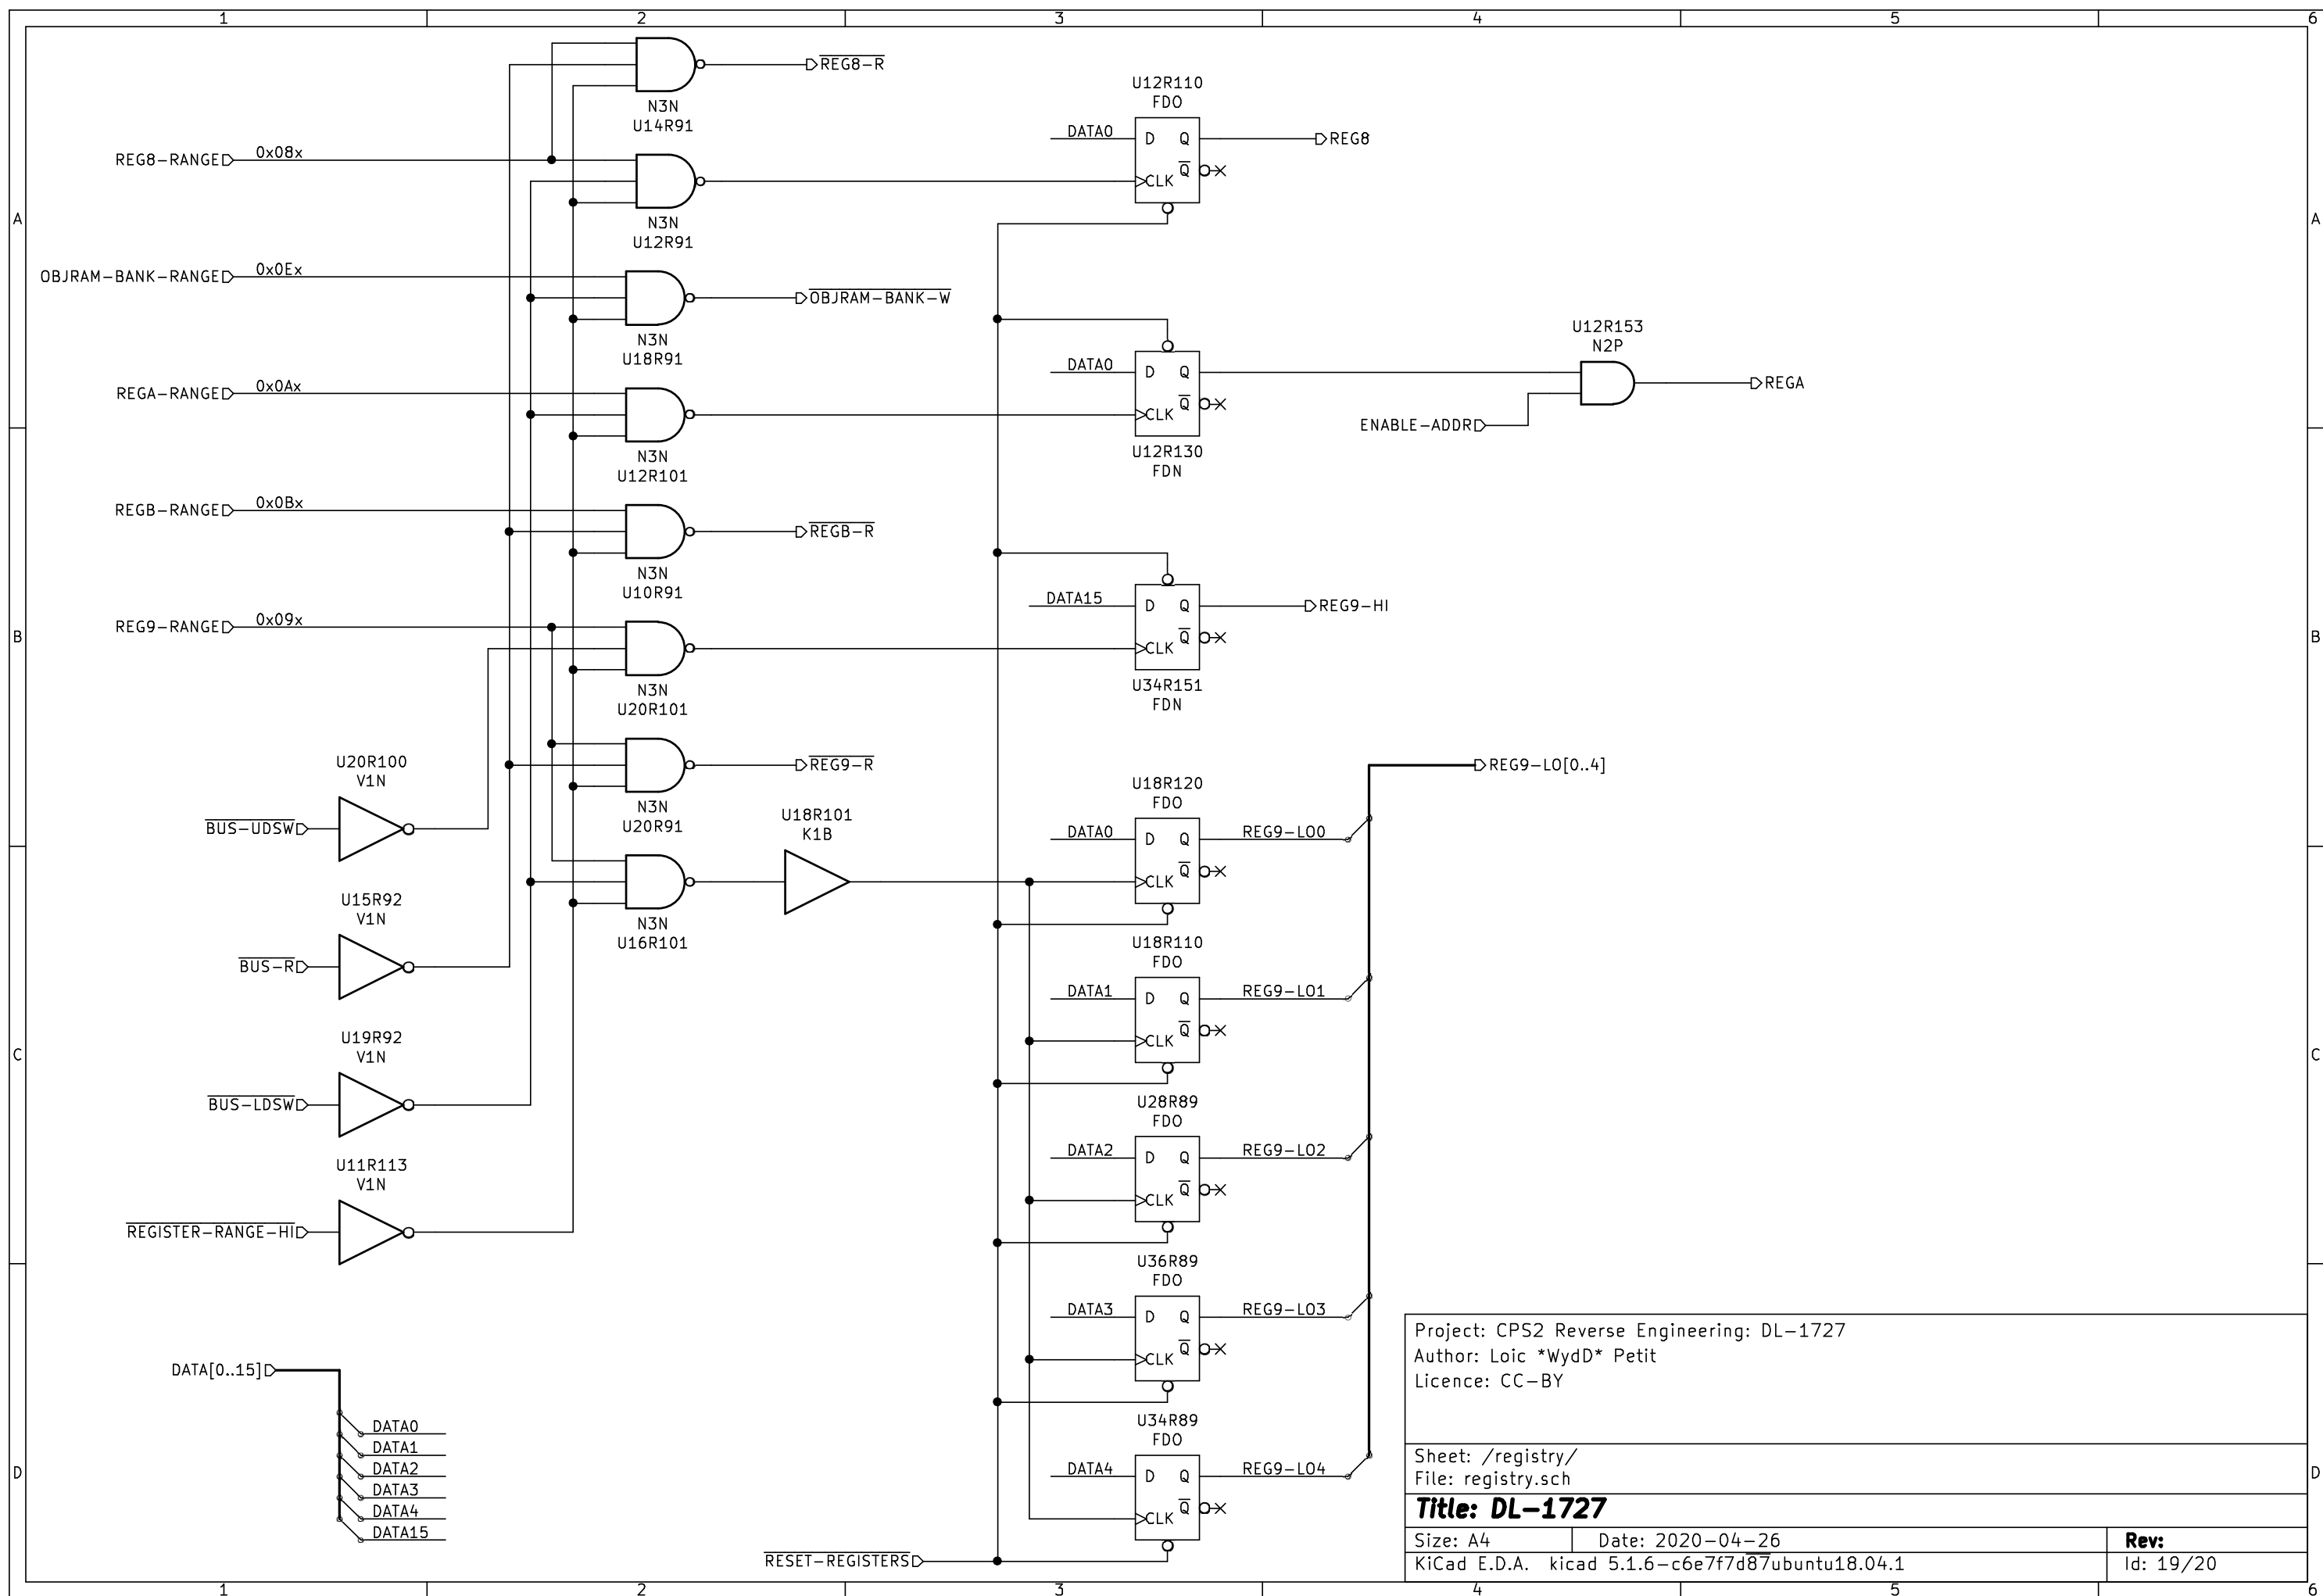 1 2 3 4 5 6
REG8-R
N3N
U14R91
U12R110
FDO
DATA0 D Q REG8
Q
CLK
REG8-RANGE 0x08x
N3N
U12R91
A A
OBJRAM-BANK-RANGE 0x0Ex
OBJRAM-BANK-W
N3N
U18R91
U12R153
N2P
DATA0 D Q
Q
CLK
REGA
ENABLE-ADDR
U12R130
FDN
REGA-RANGE 0x0Ax
N3N
U12R101
REGB-RANGE 0x0Bx
REGB-R
N3N
U10R91
DATA15 D Q REG9-HI
Q
CLK
U34R151
FDN
REG9-RANGE 0x09x
B B
N3N
U20R101
REG9-R
N3N
U20R91
REG9-LO[0..4]
U20R100
V1N
BUS-UDSW
U18R101
K1B
U18R120
FDO
DATA0 D Q REG9-LO0
Q
CLK
N3N
U16R101
U15R92
V1N
BUS-R
U18R110
FDO
DATA1 D Q REG9-LO1
Q
CLK
C C
U19R92
V1N
BUS-LDSW
U28R89
FDO
DATA2 D Q REG9-LO2
Q
CLK
U11R113
V1N
REGISTER-RANGE-HI
U36R89
FDO
DATA3 D Q REG9-LO3
Q
CLK
DATA[0..15]
DATA0
DATA1
DATA2
DATA3
DATA4
DATA15
U34R89
FDO
DATA4 D Q REG9-LO4
Q
CLK
D D
RESET-REGISTERS
Project: CPS2 Reverse Engineering: DL-1727
Author: Loic *WydD* Petit
Licence: CC-BY
Sheet: /registry/
File: registry.sch
Title: DL-1727
Size: A4 Date: 2020-04-26 Rev:
KiCad E.D.A. kicad 5.1.6-c6e7f7d87ubuntu18.04.1 Id: 19/20
1 2 3 4 5 6